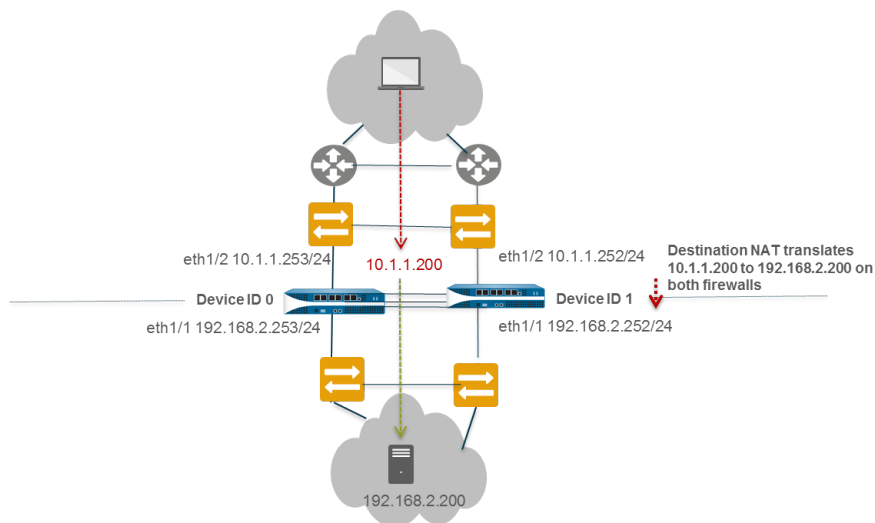 eth1/2 10.1.1.253/24
10.1.1.200
eth1/2 10.1.1.252/24
Destination NAT translates
10.1.1.200 to 192.168.2.200 on
both firewalls
Device ID 0
Device ID 1
eth1/1 192.168.2.253/24
eth1/1 192.168.2.252/24
192.168.2.200